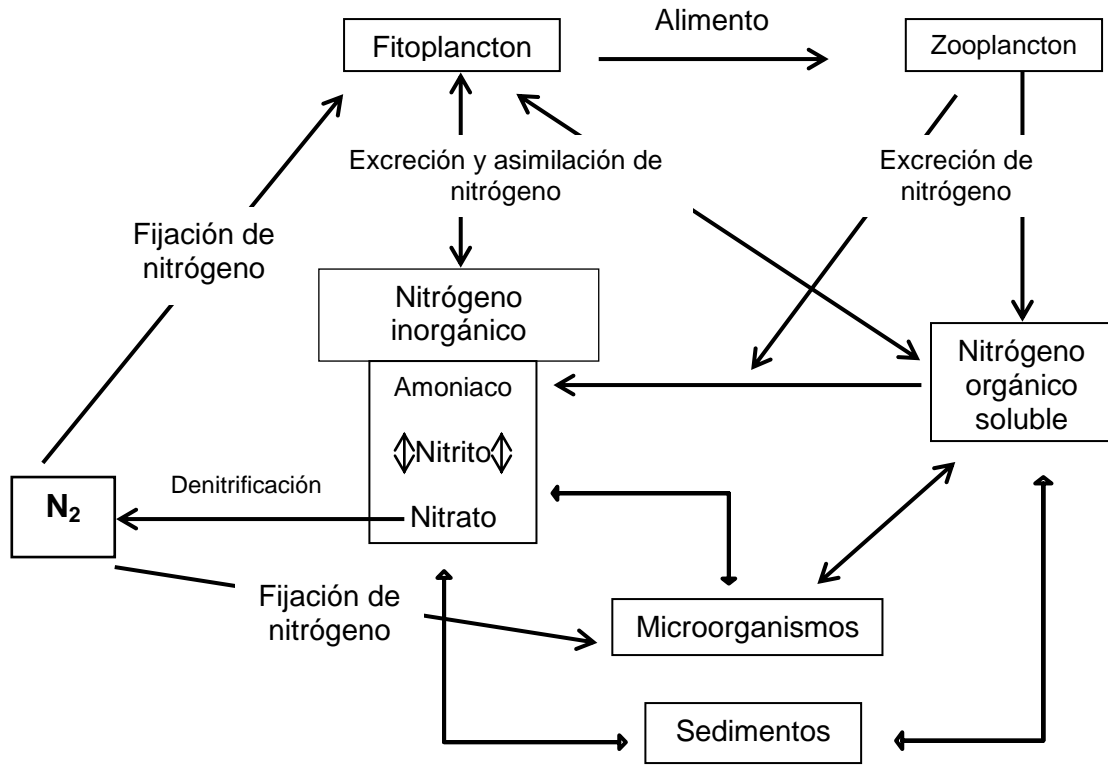 Alimento
Fitoplancton
Zooplancton
Excreción y asimilación de
nitrógeno
Excreción de
nitrógeno
Fijación de
nitrógeno
Nitrógeno
inorgánico
Nitrógeno
orgánico
soluble
Amoniaco
Nitrito
Nitrato
Denitrificación
N₂
Fijación de
nitrógeno
Microorganismos
Sedimentos